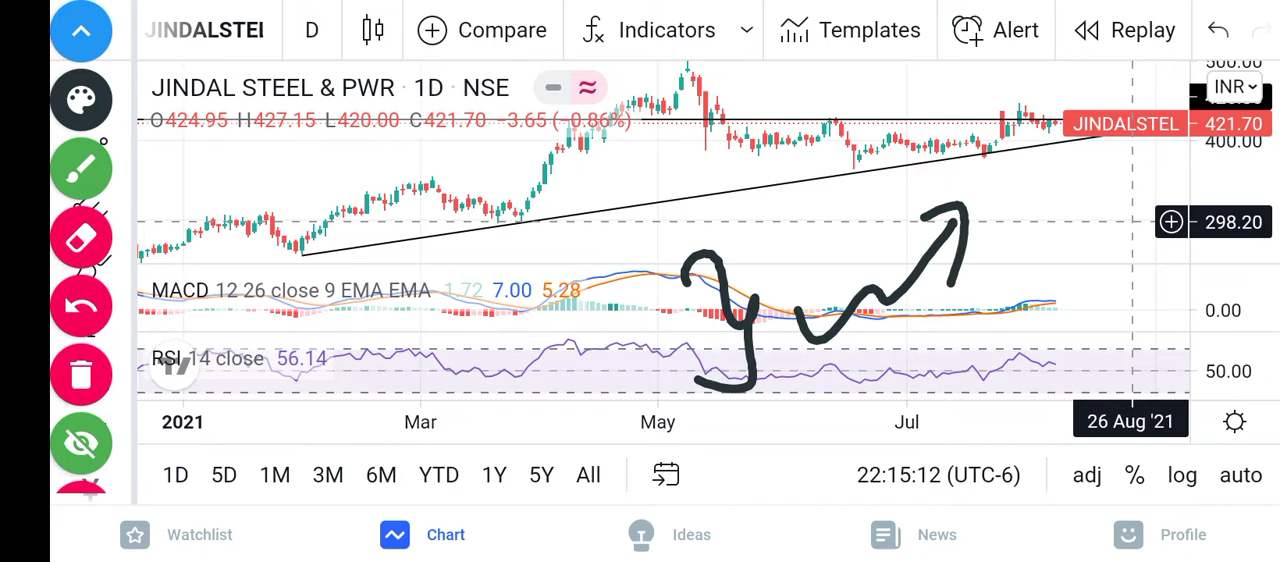 JINDALSTEI D Compare Indicators Templates Alert Replay
JINDAL STEEL & PWR · 1D · NSE
INR
O424.95 H427.15 L420.00 C421.70 −3.65 (−0.86%)
JINDALSTEL 421.70
400.00
298.20
MACD 12 26 close 9 EMA EMA 1.72 7.00 5.28
0.00
RSI 14 close 56.14
50.00
2021 Mar May Jul 26 Aug '21
1D 5D 1M 3M 6M YTD 1Y 5Y All 22:15:12 (UTC-6) adj % log auto
Watchlist Chart Ideas News Profile